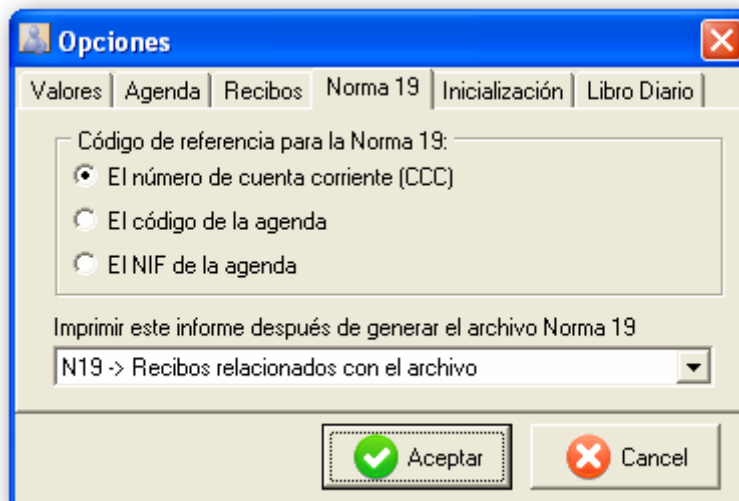 Opciones
Valores Agenda Recibos Norma 19 Inicialización Libro Diario
Código de referencia para la Norma 19:
El número de cuenta corriente (CCC)
El código de la agenda
El NIF de la agenda
Imprimir este informe después de generar el archivo Norma 19
N19 -> Recibos relacionados con el archivo
Aceptar Cancel